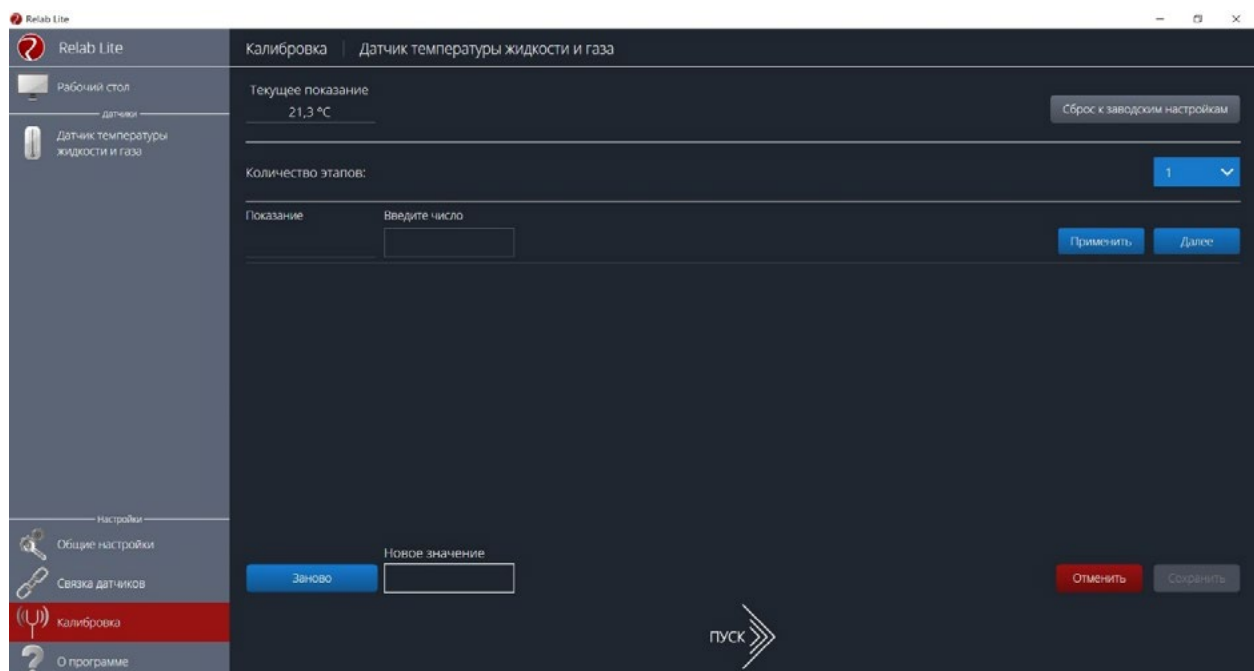 Relab Lite
Relab Lite
Рабочий стол
Датчики
Датчик температуры
жидкости и газа
Калибровка | Датчик температуры жидкости и газа
Текущее показание
21,3 °C
Сброс к заводским настройкам
Количество этапов:
1
Показание
Введите число
Применить
Далее
Настройки
Общие настройки
Связка датчиков
Калибровка
О программе
Новое значение
Заново
Отменить
Сохранить
ПУСК